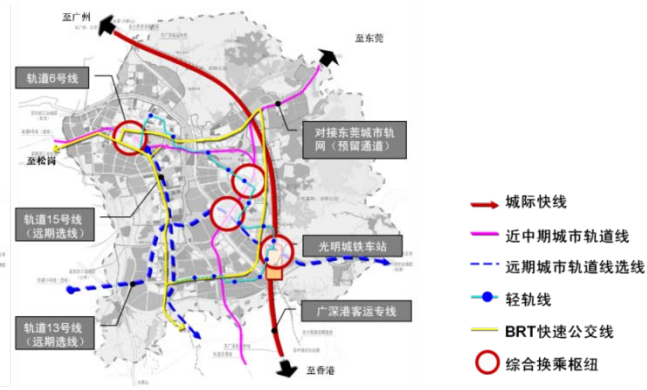 至广州
至东莞
轨道6号线
对接东莞城市轨
网（预留通道）
至松岗
轨道15号线
（远期选线）
光明城铁车站
轨道13号线
（远期选线）
广深港客运专线
至香港
城际快线
近中期城市轨道线
远期城市轨道线选线
轻轨线
BRT快速公交线
综合换乘枢纽